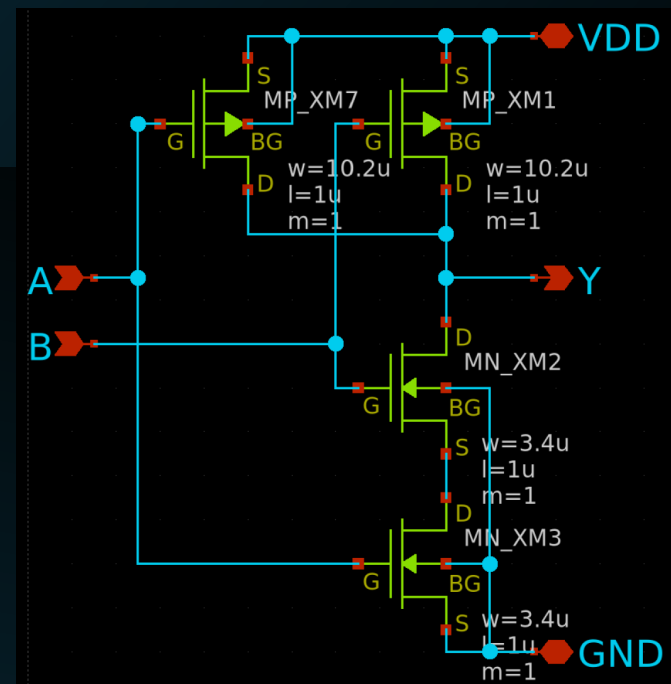 VDD
S
S
MP_XM7
MP_XM1
G
BG
G
BG
w=10.2u
l=1u
m=1
D
w=10.2u
l=1u
m=1
D
A
Y
B
D
MN_XM2
G
BG
S
w=3.4u
l=1u
m=1
D
MN_XM3
G
BG
S
w=3.4u
l=1u
m=1
GND